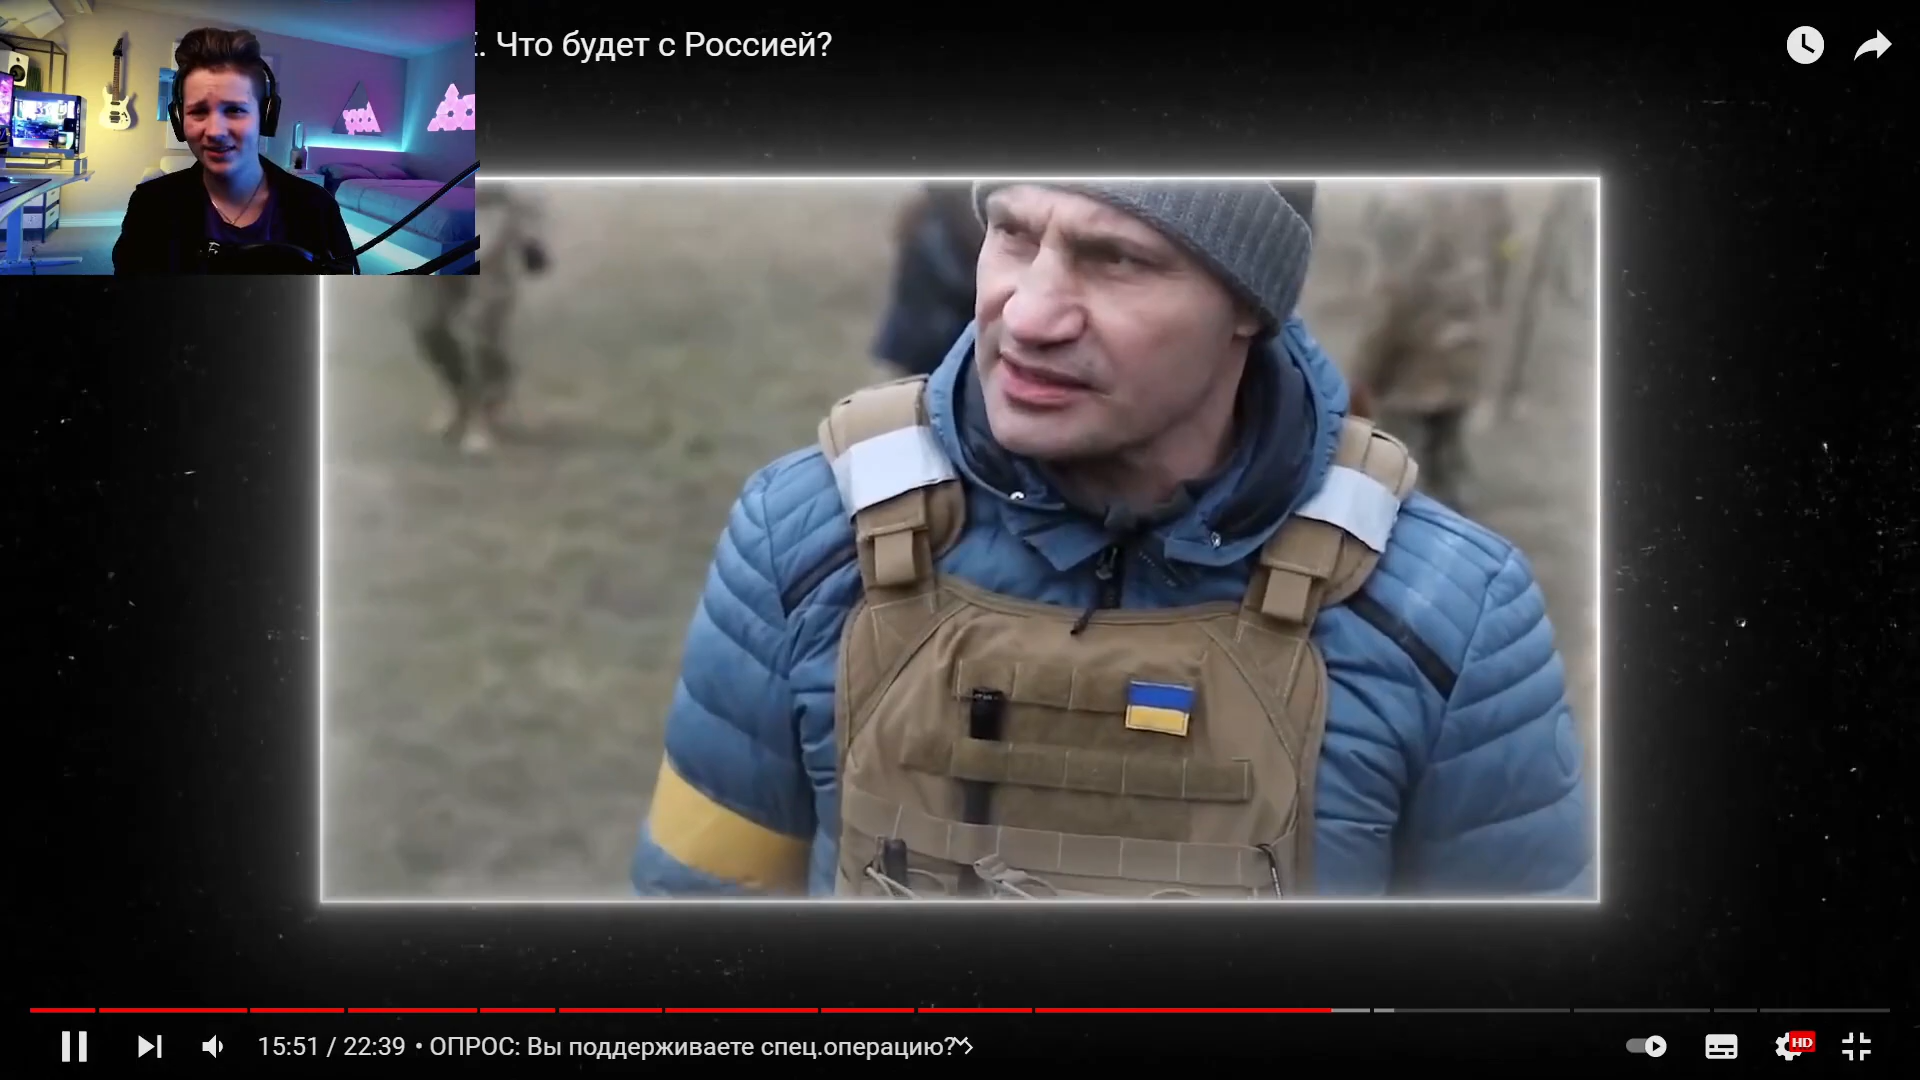 . Что будет с Россией?
15:51 / 22:39 • ОПРОС: Вы поддерживаете спец.операцию?
HD